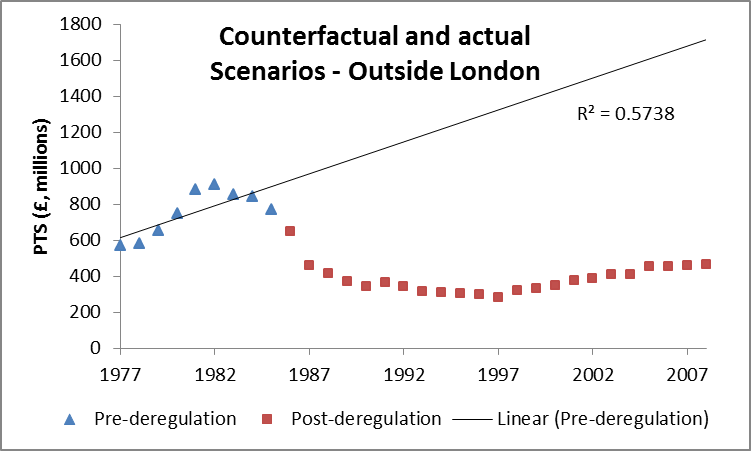 Counterfactual and actual
Scenarios - Outside London
PTS (£, millions)
1800
1600
1400
1200
1000
800
600
400
200
0
R² = 0.5738
1977 1982 1987 1992 1997 2002 2007
Pre-deregulation Post-deregulation Linear (Pre-deregulation)